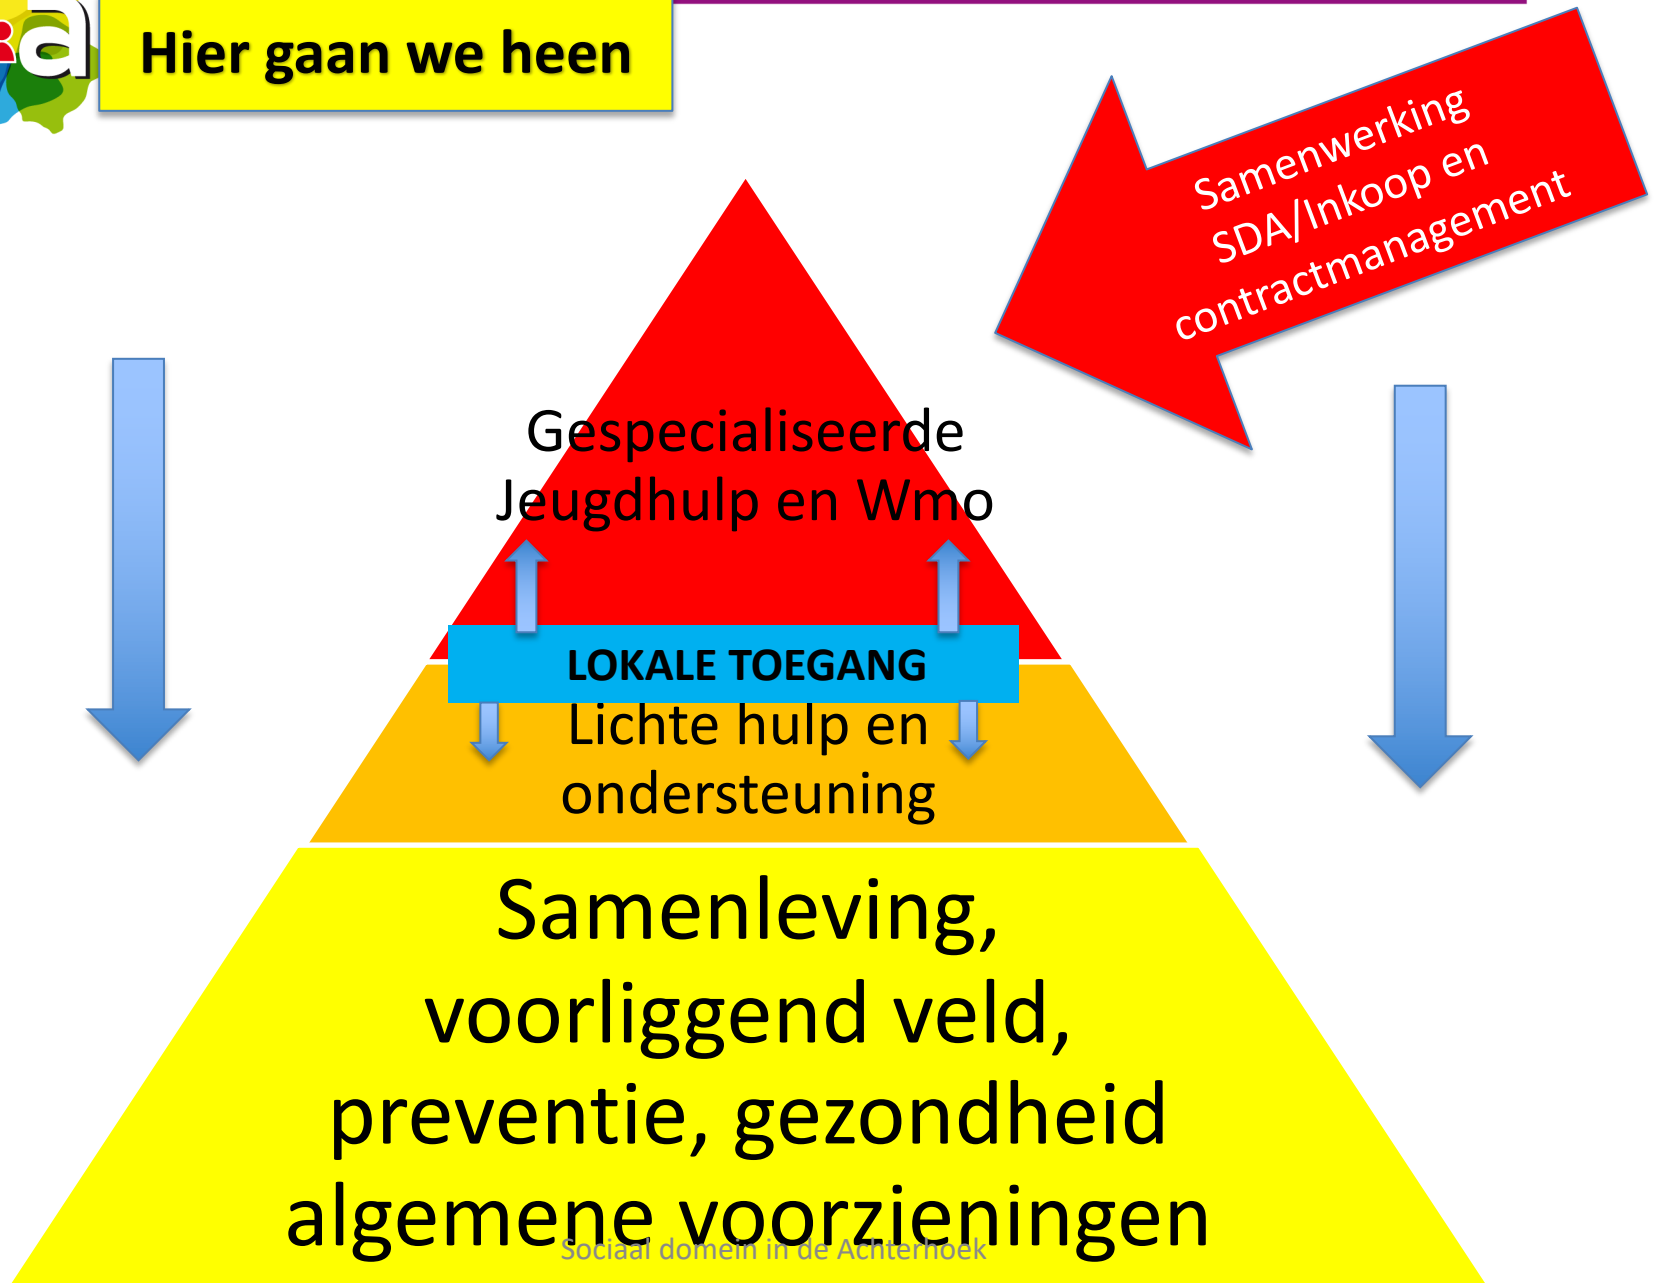 a
Hier gaan we heen
Samenwerking
SDA/Inkoop en
contractmanagement
Gespecialiseerde
Jeugdhulp en Wmo
LOKALE TOEGANG
Lichte hulp en
ondersteuning
Samenleving,
voorliggend veld,
preventie, gezondheid
algemene voorzieningen
Sociaal domein in de Achterhoek